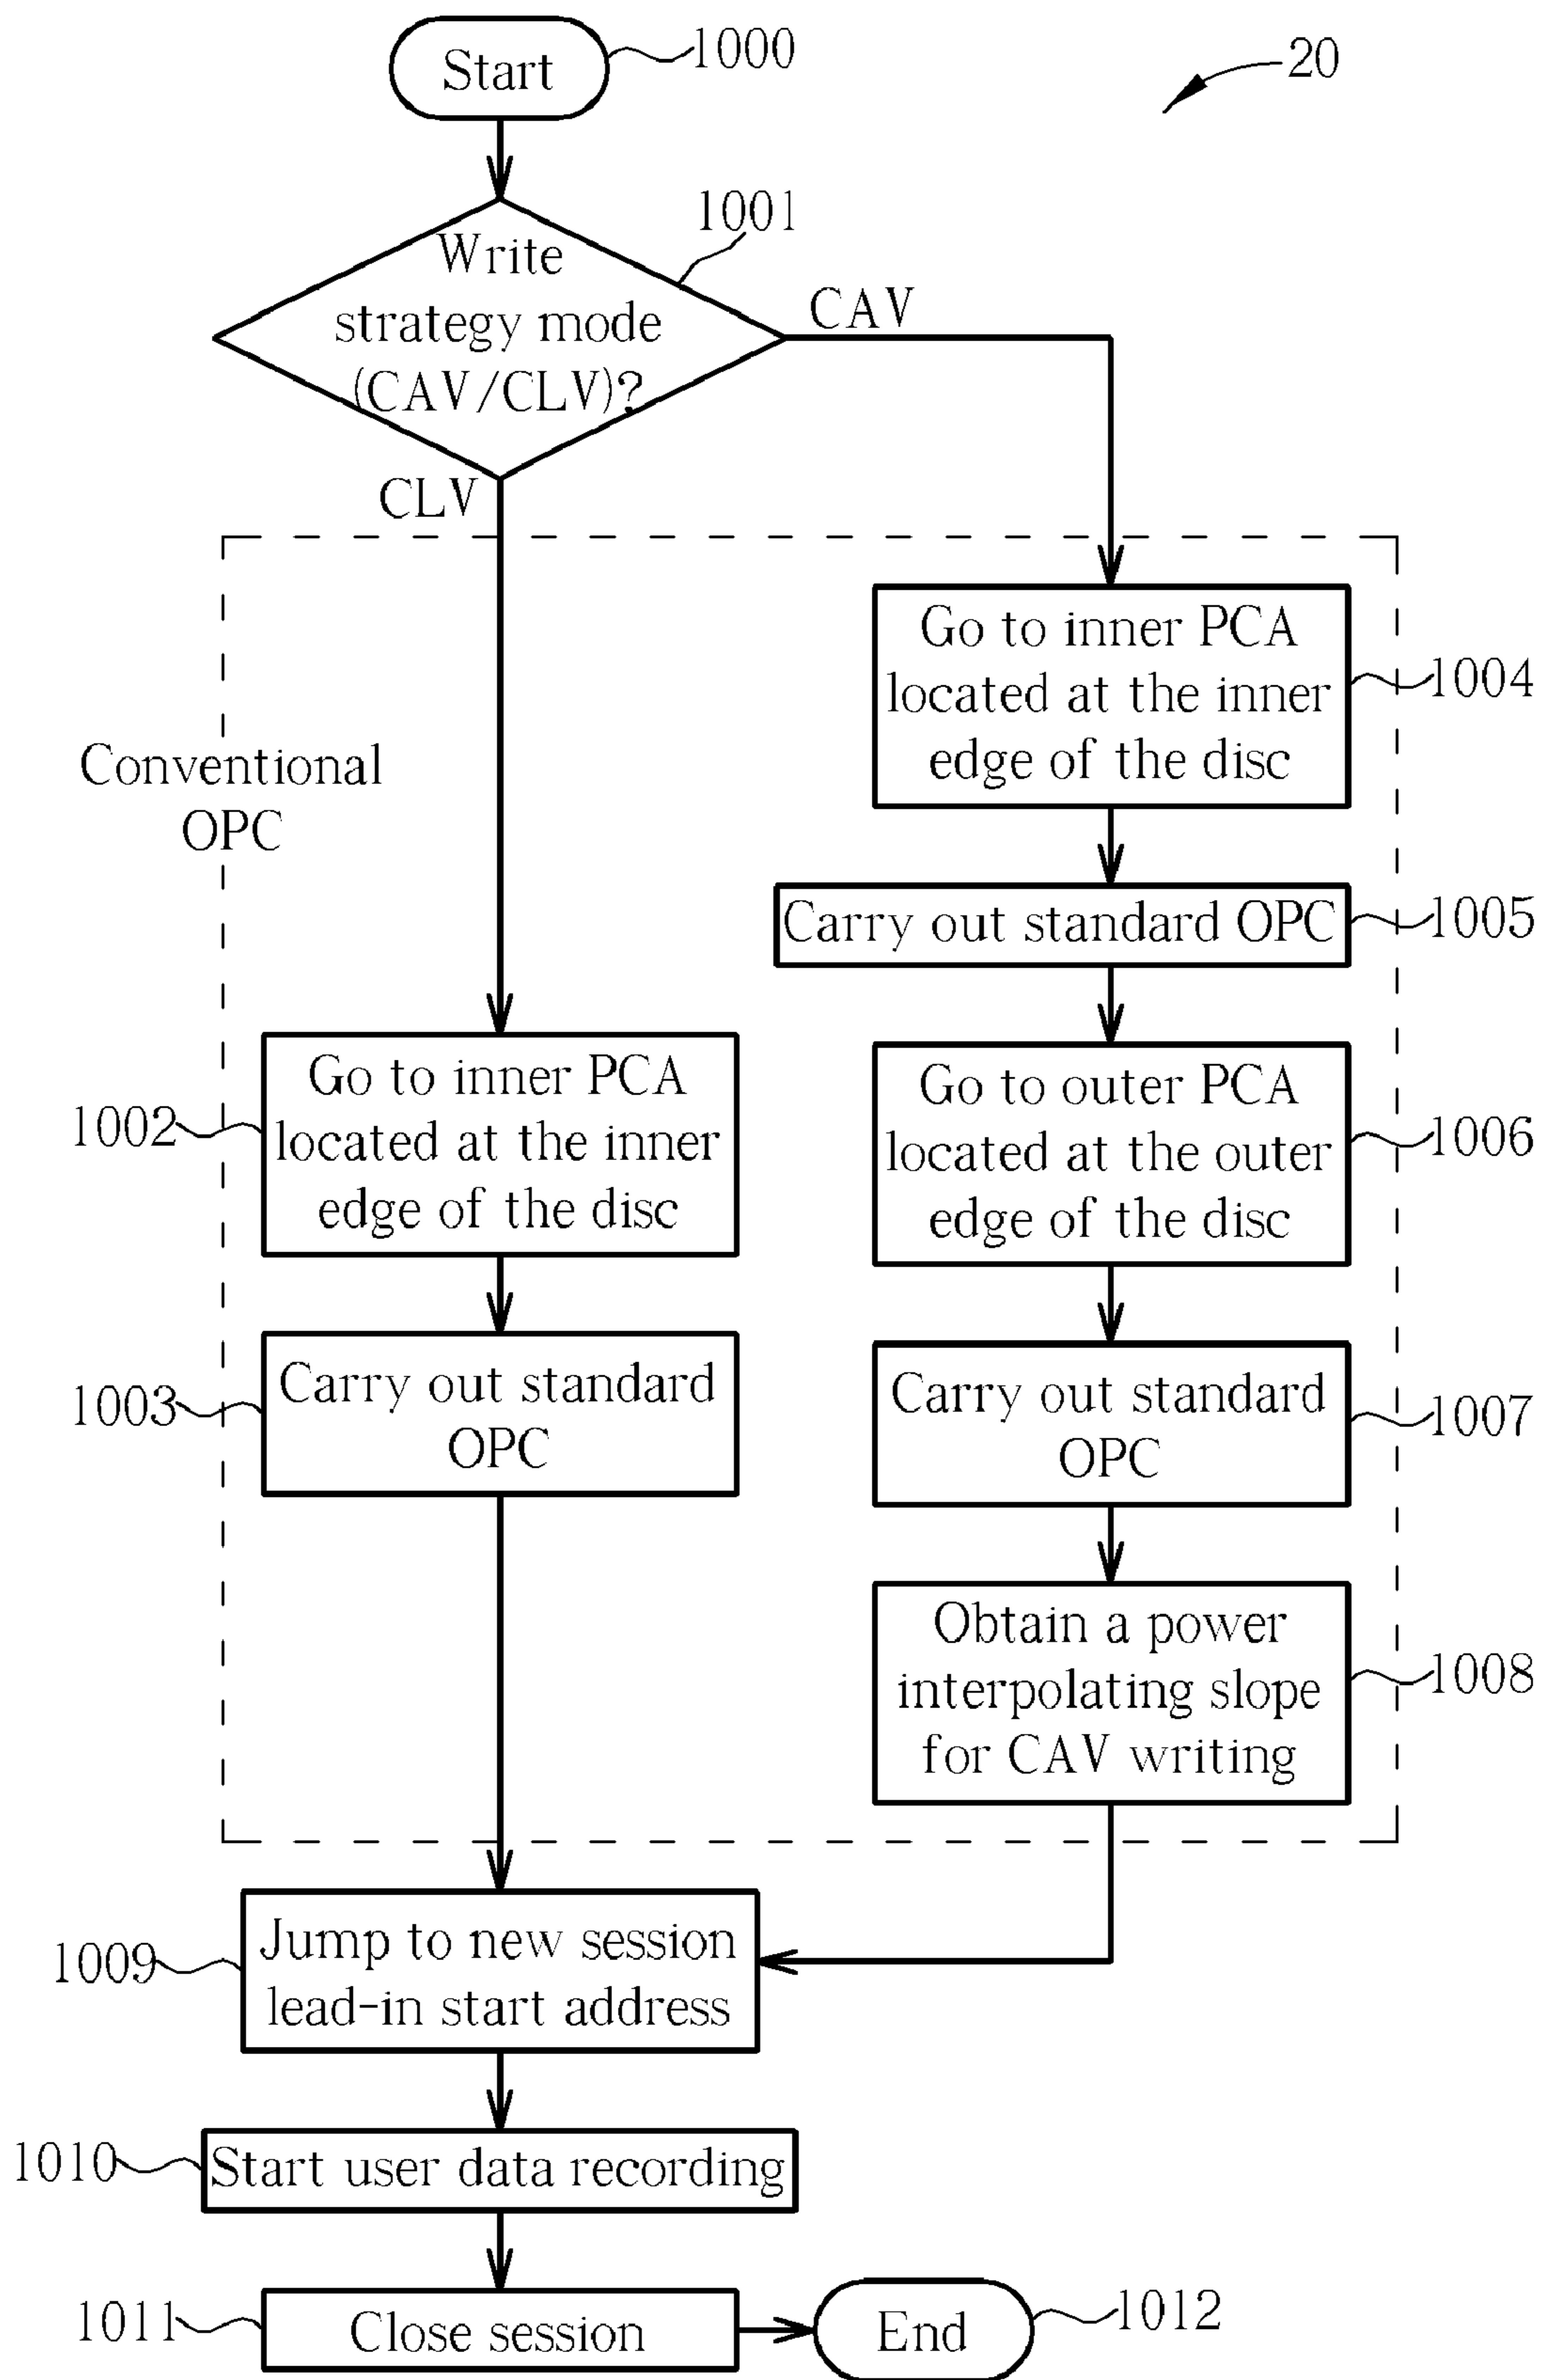 Start
1000
20
Write
strategy mode
(CAV/CLV)?
1001
CAV
CLV
Conventional
OPC
Go to inner PCA
located at the inner
edge of the disc
1004
Carry out standard OPC
1005
Go to inner PCA
located at the inner
edge of the disc
1002
Go to outer PCA
located at the outer
edge of the disc
1006
Carry out standard
OPC
1003
Carry out standard
OPC
1007
Obtain a power
interpolating slope
for CAV writing
1008
Jump to new session
lead-in start address
1009
Start user data recording
1010
Close session
1011
End
1012